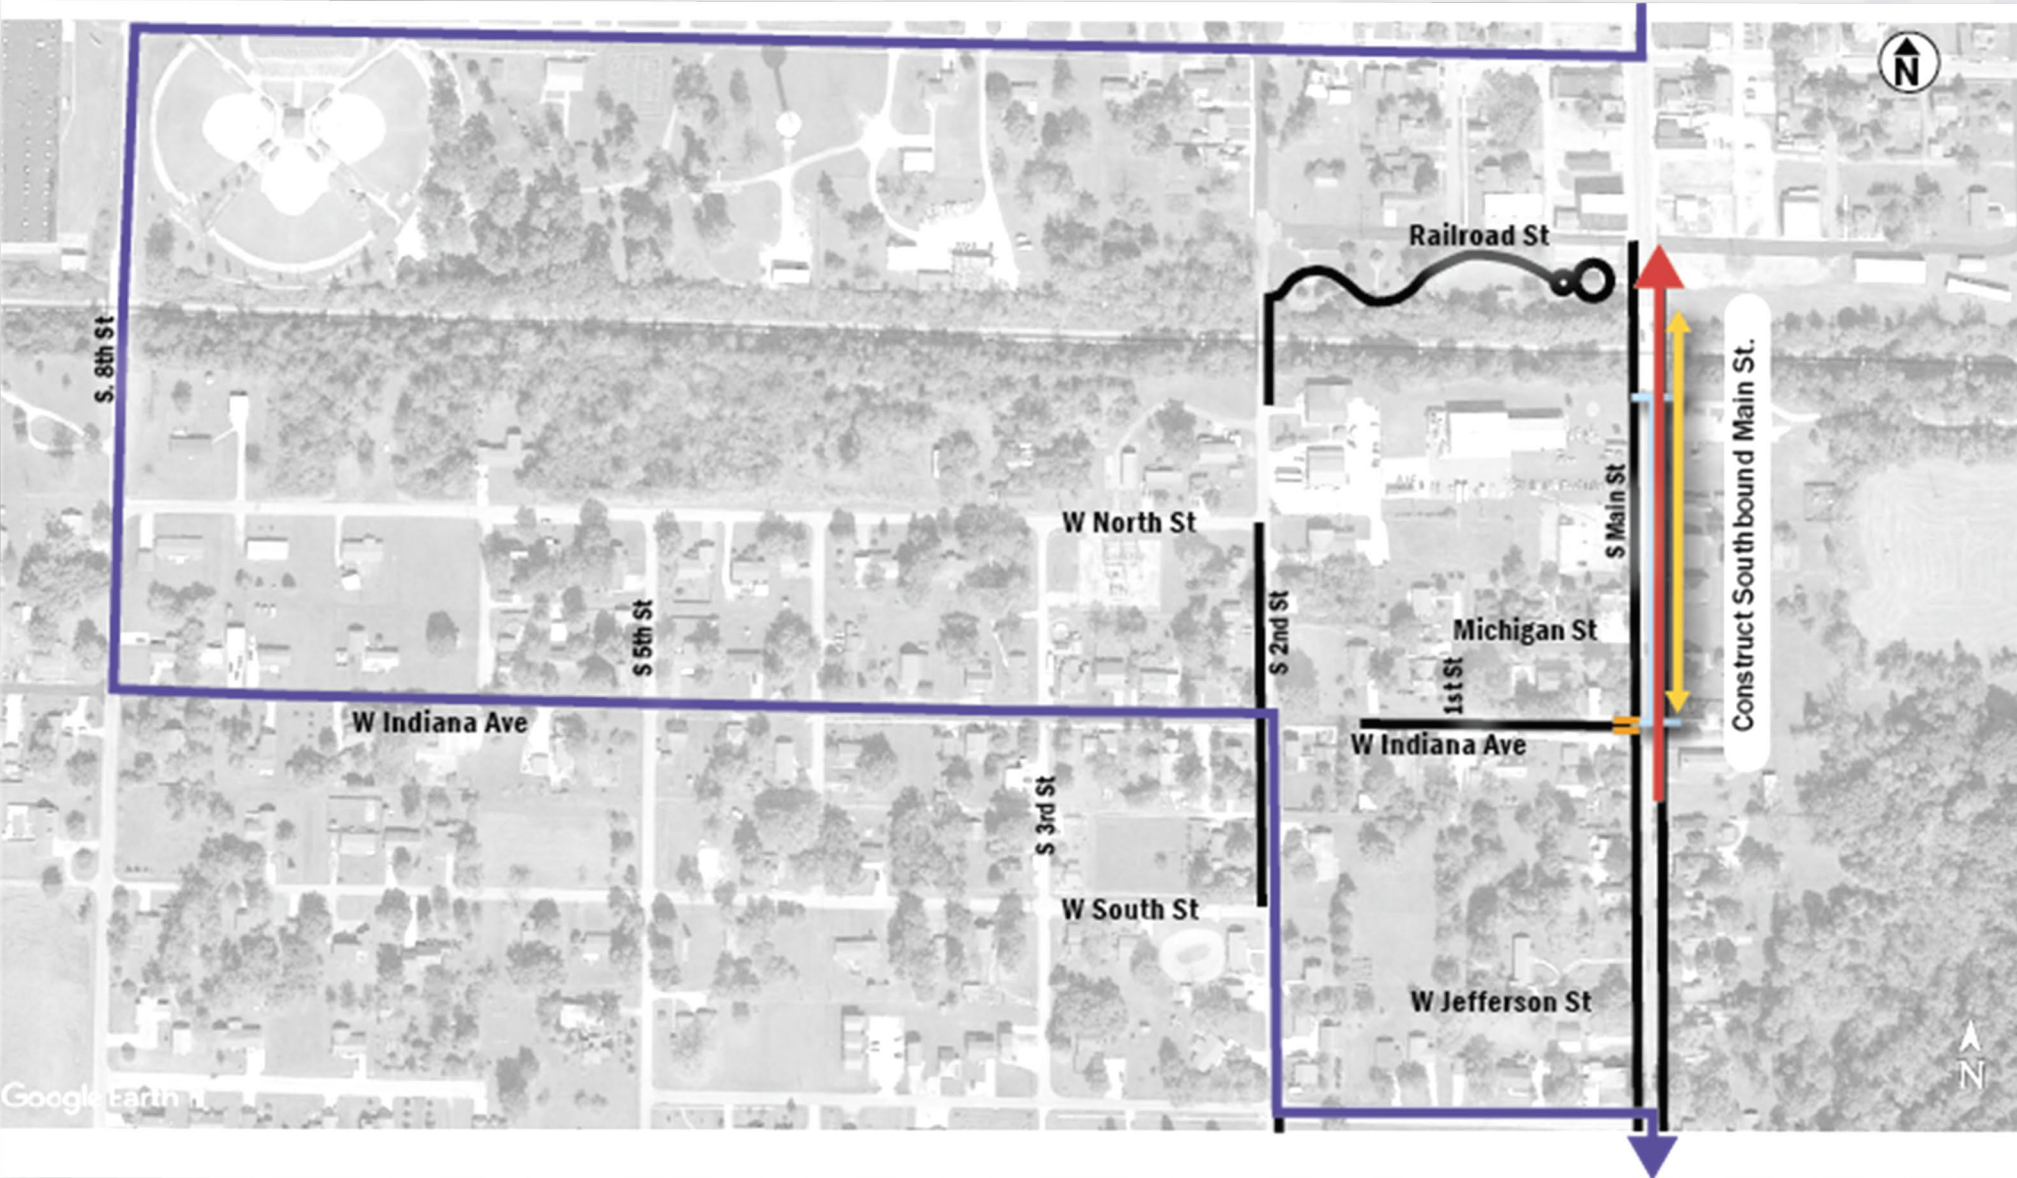 N
Railroad St
S. 8th St
Construct Southbound Main St.
S Main St
W North St
S 5th St
S 2nd St
Michigan St
1st St
W Indiana Ave
W Indiana Ave
S 3rd St
W South St
W Jefferson St
N
Google Earth